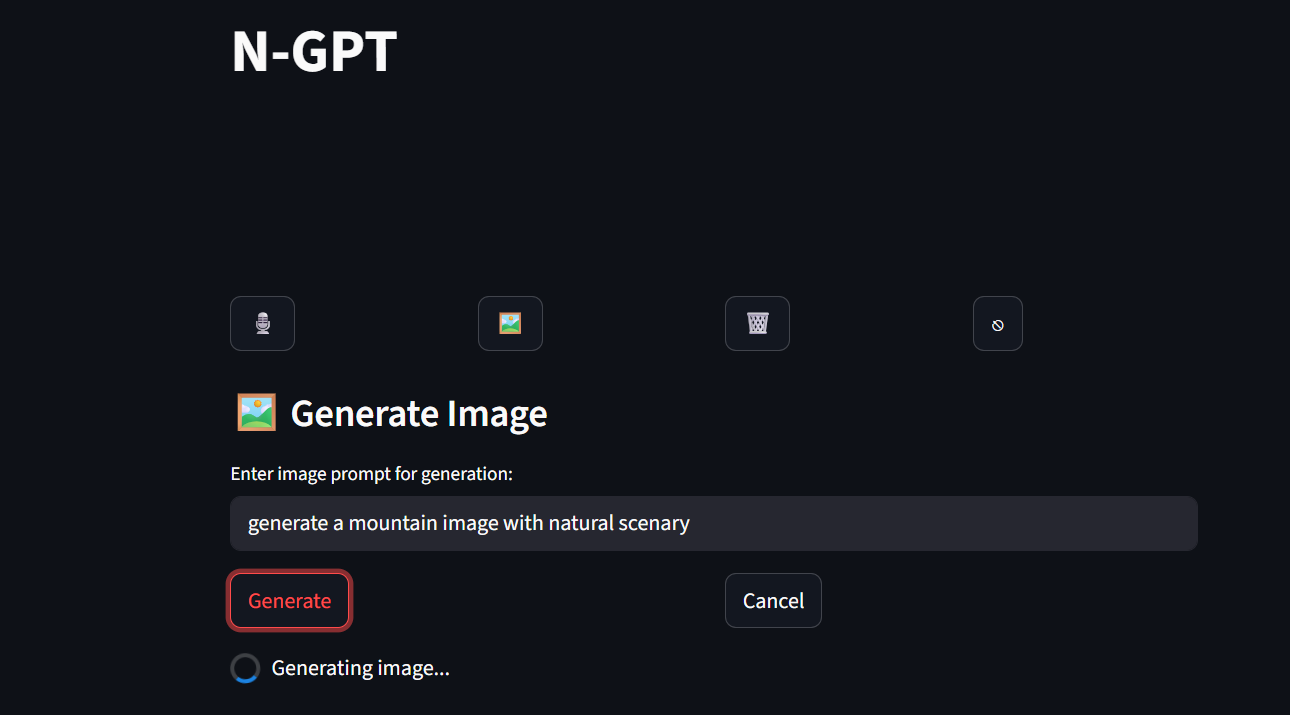 N-GPT
Generate Image
Enter image prompt for generation:
generate a mountain image with natural scenary
Generate
Cancel
Generating image...